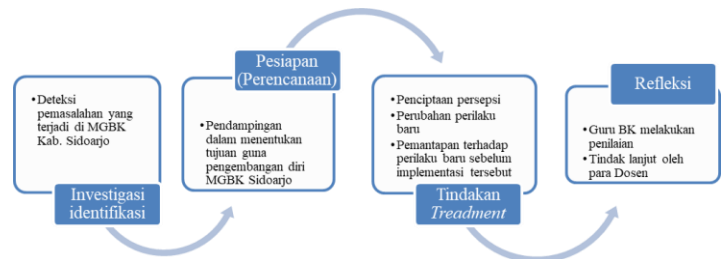 •Deteksi
pemasalahan yang
terjadi di MGBK
Kab. Sidoarjo
Investigasi
identifikasi
Pesiapan
(Perencanaan)
•Pendampingan
dalam menentukan
tujuan guna
pengembangan diri
MGBK Sidoarjo
•Penciptaan persepsi
•Perubahan perilaku
baru
•Pemantapan terhadap
perilaku baru sebelum
implementasi tersebut
Tindakan
Treadment
Refleksi
•Guru BK melakukan
penilaian
•Tindak lanjut oleh
para Dosen